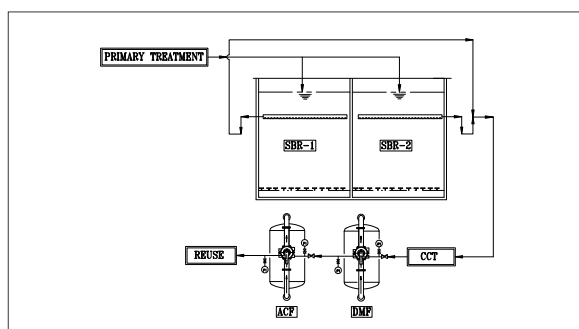 PRIMARY TREATMENT
SBR-1
SBR-2
REUSE
CCT
ACF
DMF